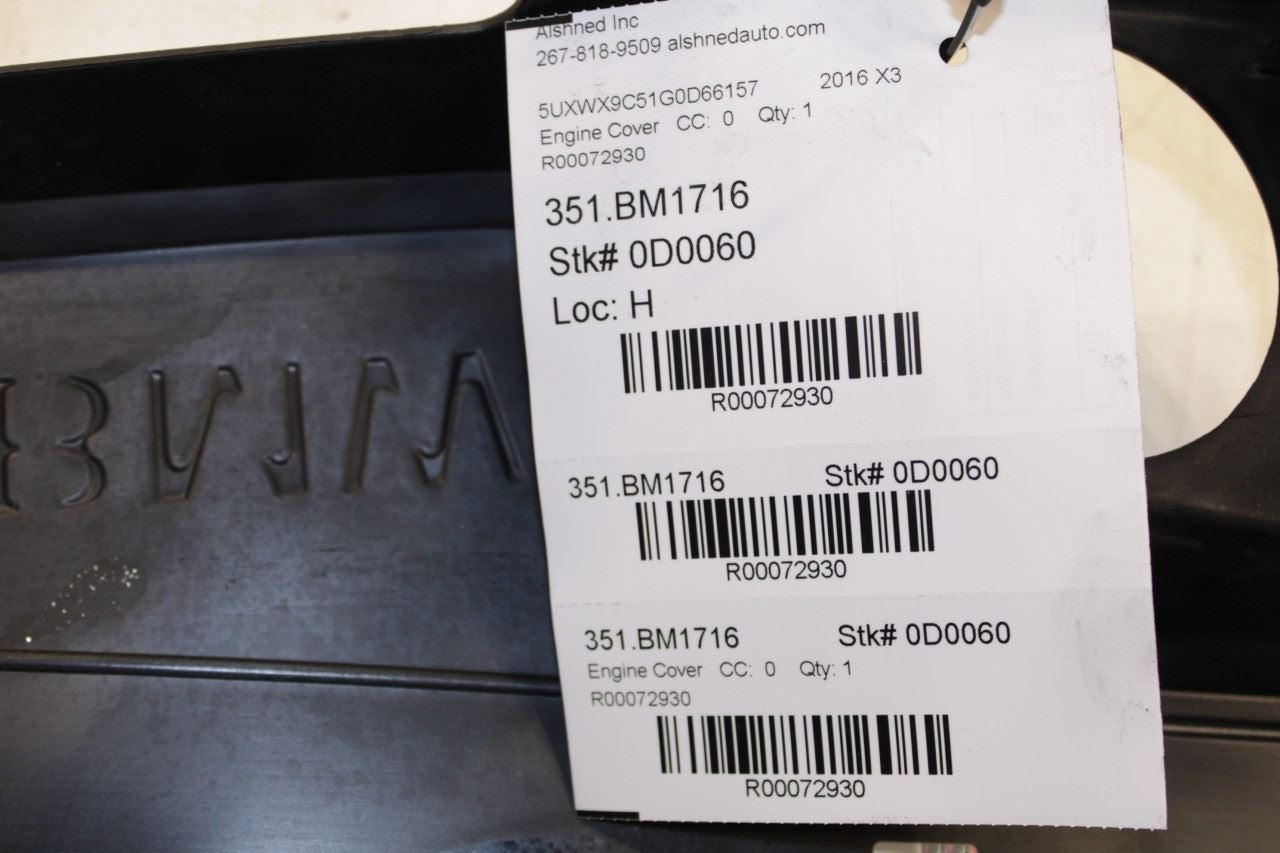 Alshned Inc
267-818-9509 alshnedauto.com
5UXWX9C51G0D66157 2016 X3
Engine Cover CC: 0 Qty: 1
R00072930
351.BM1716
Stk# 0D0060
Loc: H
R00072930
351.BM1716 Stk# 0D0060
R00072930
351.BM1716 Stk# 0D0060
Engine Cover CC: 0 Qty: 1
R00072930
R00072930
BMW